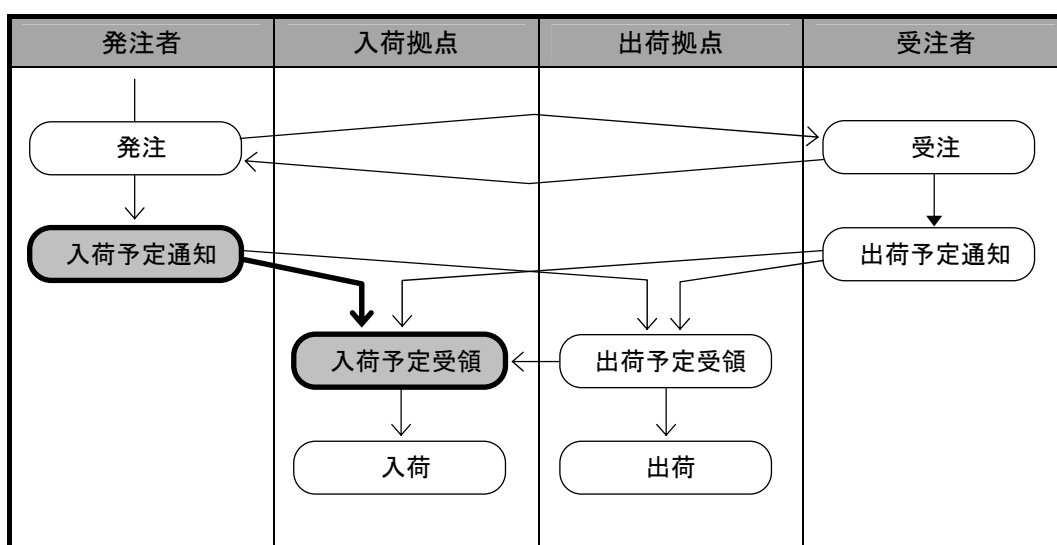 発注者
入荷拠点
出荷拠点
受注者
発注
受注
入荷予定通知
出荷予定通知
入荷予定受領
出荷予定受領
入荷
出荷